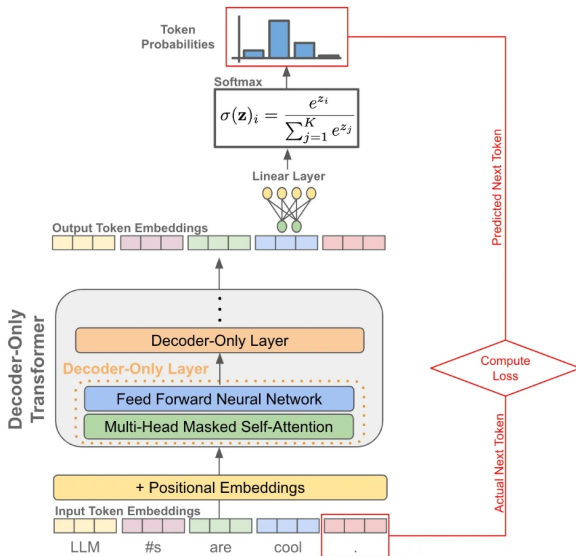 Token
Probabilities
Softmax
σ(z)ᵢ = e^{zᵢ} / ∑_{j=1}^{K} e^{zⱼ}
Linear Layer
Output Token Embeddings
Predicted Next Token
Decoder-Only
Transformer
Decoder-Only Layer
Decoder-Only Layer
Feed Forward Neural Network
Multi-Head Masked Self-Attention
Compute
Loss
Actual Next Token
+ Positional Embeddings
Input Token Embeddings
LLM #s are cool .